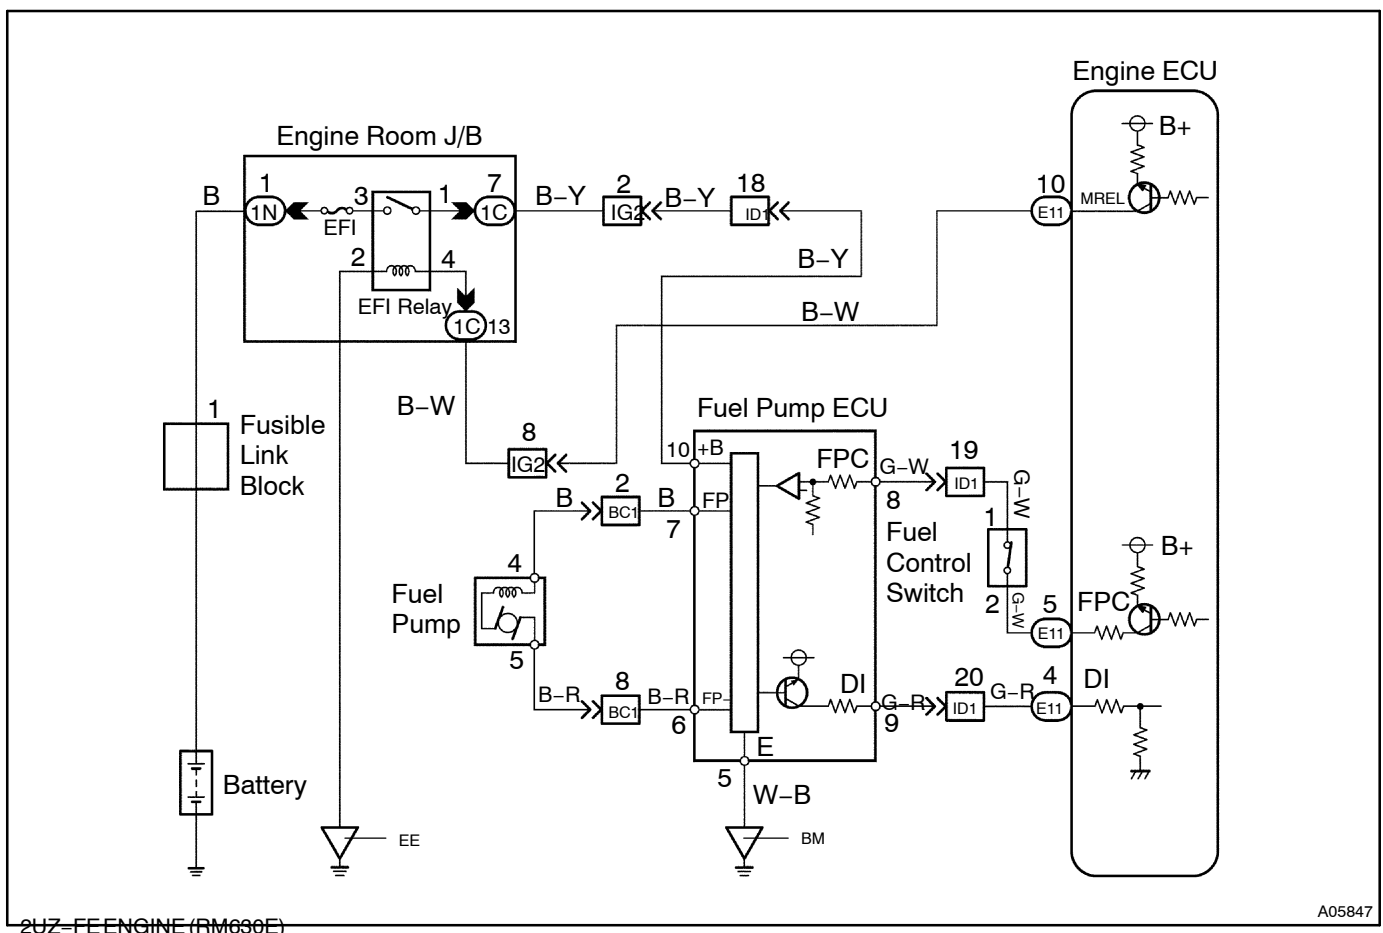 Engine ECU
B+
Engine Room J/B
B
1
1N
EFI
3
1
7
1C
B–Y
2
IG2
B–Y
18
ID1
10
E11
MREL
2
4
EFI Relay
1C
13
B–Y
B–W
B–W
1
Fusible
Link
Block
8
IG2
Fuel Pump ECU
10
+B
FPC
G–W
8
19
ID1
G–W
B
2
BC1
B
7
FP
Fuel
Control
Switch
1
2
G–W
5
E11
FPC
B+
4
Fuel
Pump
5
B–R
8
BC1
B–R
6
FP–
DI
G–R
9
20
ID1
G–R
4
E11
DI
E
5
W–B
Battery
EE
BM
A05847
2UZ–FE ENGINE (RM630E)